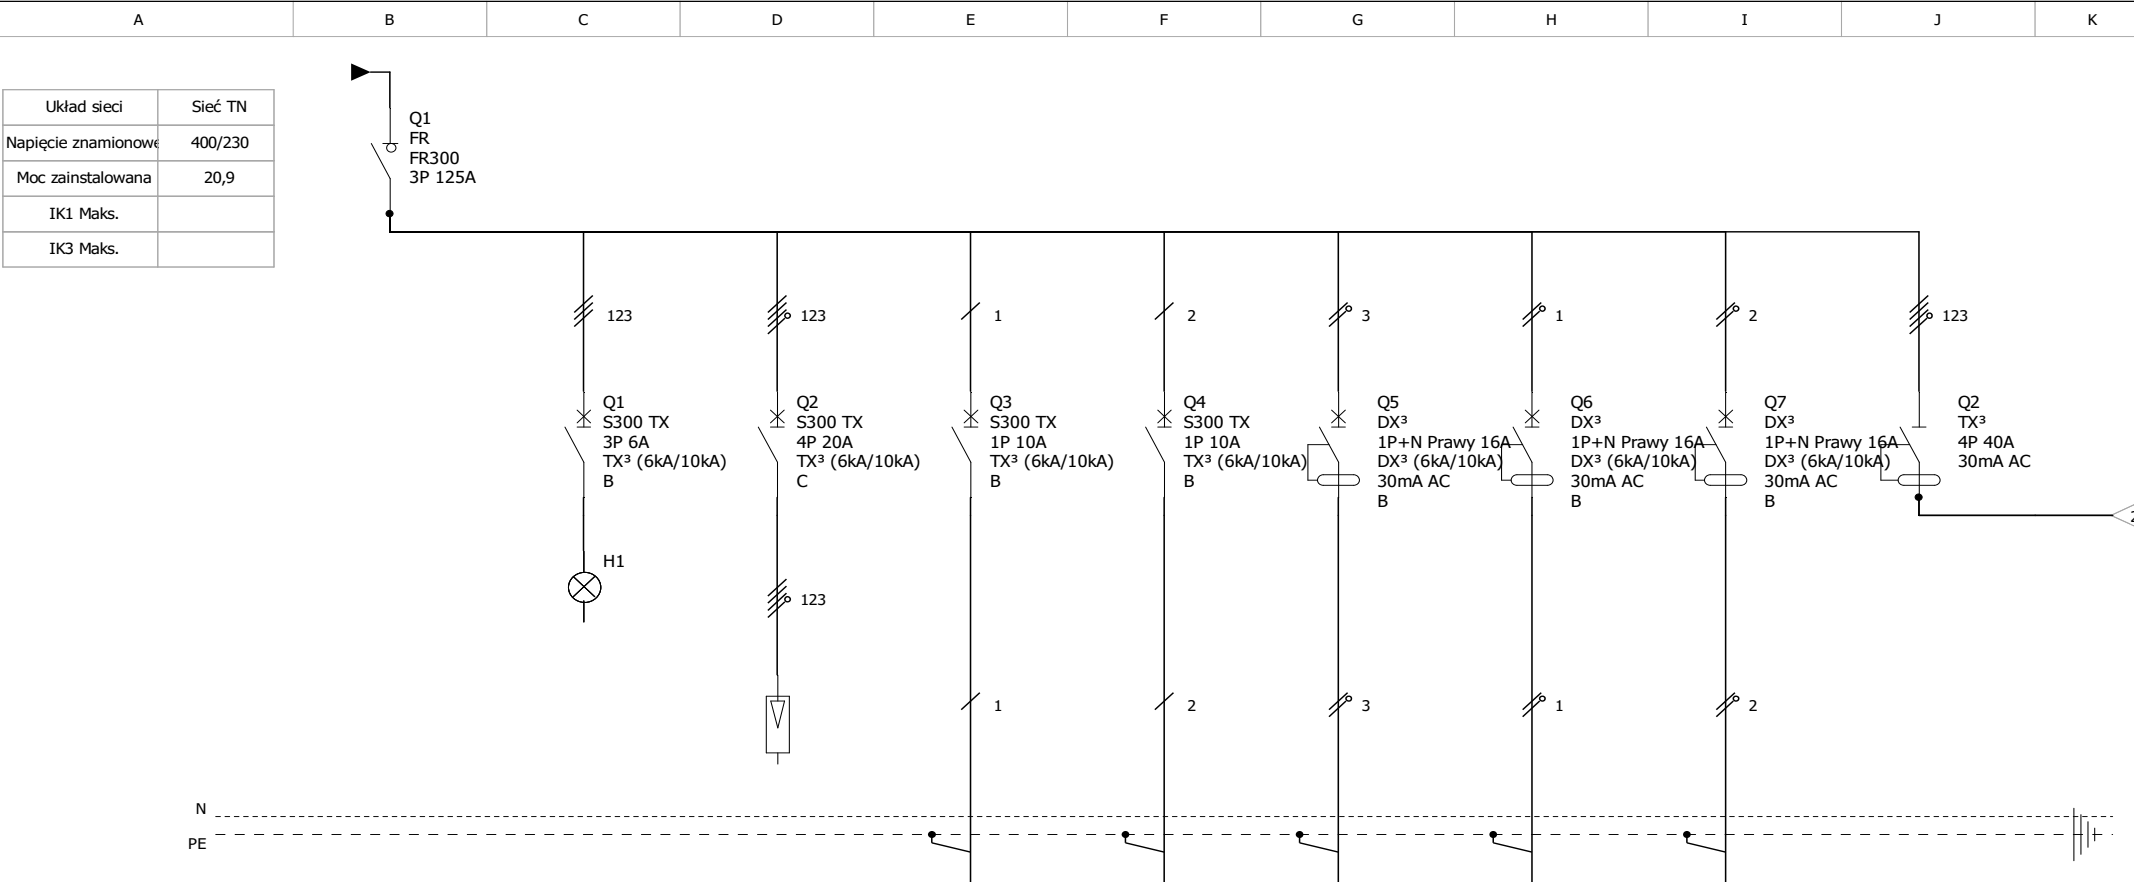 A
B
C
D
E
F
G
H
I
J
K
Układ sieci
Sieć TN
Napięcie znamionowe
400/230
Moc zainstalowana
20,9
IK1 Maks.
IK3 Maks.
Q1
FR
FR300
3P 125A
123
123
1
2
3
1
2
123
Q1
S300 TX
3P 6A
TX³ (6kA/10kA)
B
Q2
S300 TX
4P 20A
TX³ (6kA/10kA)
C
Q3
S300 TX
1P 10A
TX³ (6kA/10kA)
B
Q4
S300 TX
1P 10A
TX³ (6kA/10kA)
B
Q5
DX³
1P+N Prawy 16A
DX³ (6kA/10kA)
30mA AC
B
Q6
DX³
1P+N Prawy 16A
DX³ (6kA/10kA)
30mA AC
B
Q7
DX³
1P+N Prawy 16A
DX³ (6kA/10kA)
30mA AC
B
Q2
TX³
4P 40A
30mA AC
2
H1
123
1
2
3
1
2
N
PE